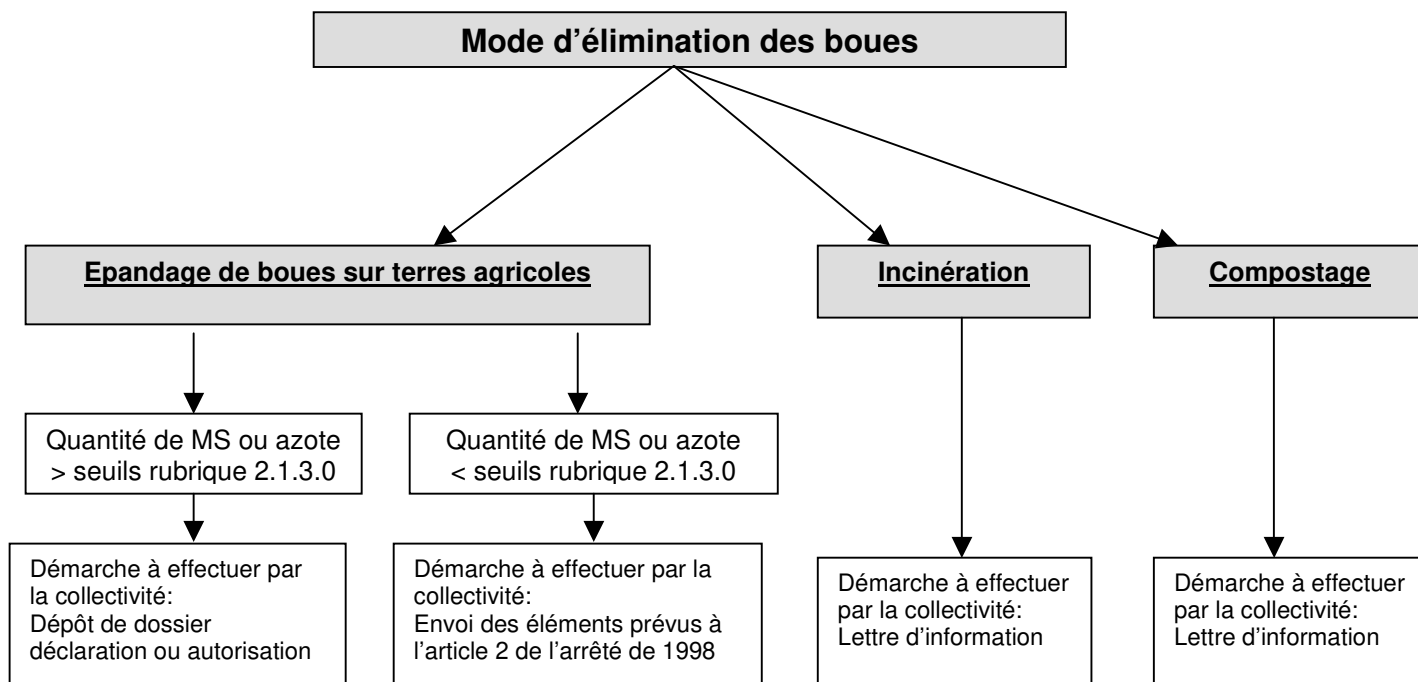 Mode d’élimination des boues
Epandage de boues sur terres agricoles
Incinération
Compostage
Quantité de MS ou azote
> seuils rubrique 2.1.3.0
Quantité de MS ou azote
< seuils rubrique 2.1.3.0
Démarche à effectuer par
la collectivité:
Dépôt de dossier
déclaration ou autorisation
Démarche à effectuer par la
collectivité:
Envoi des éléments prévus à
l’article 2 de l’arrêté de 1998
Démarche à effectuer
par la collectivité:
Lettre d’information
Démarche à effectuer
par la collectivité:
Lettre d’information